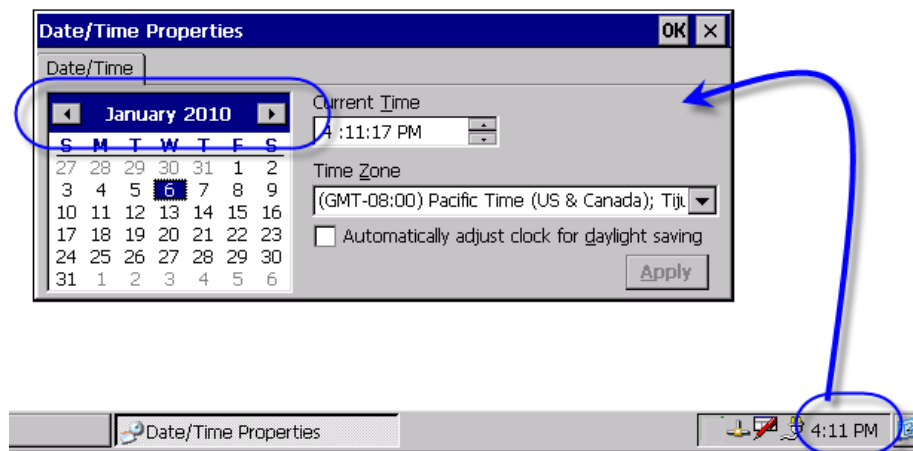 Date/Time Properties OK
Date/Time
January 2010
S M T W T F S
27 28 29 30 31 1 2
3 4 5 6 7 8 9
10 11 12 13 14 15 16
17 18 19 20 21 22 23
24 25 26 27 28 29 30
31 1 2 3 4 5 6
Current Time
4 :11:17 PM
Time Zone
(GMT-08:00) Pacific Time (US & Canada); Tiju
Automatically adjust clock for daylight saving
Apply
Date/Time Properties
4:11 PM